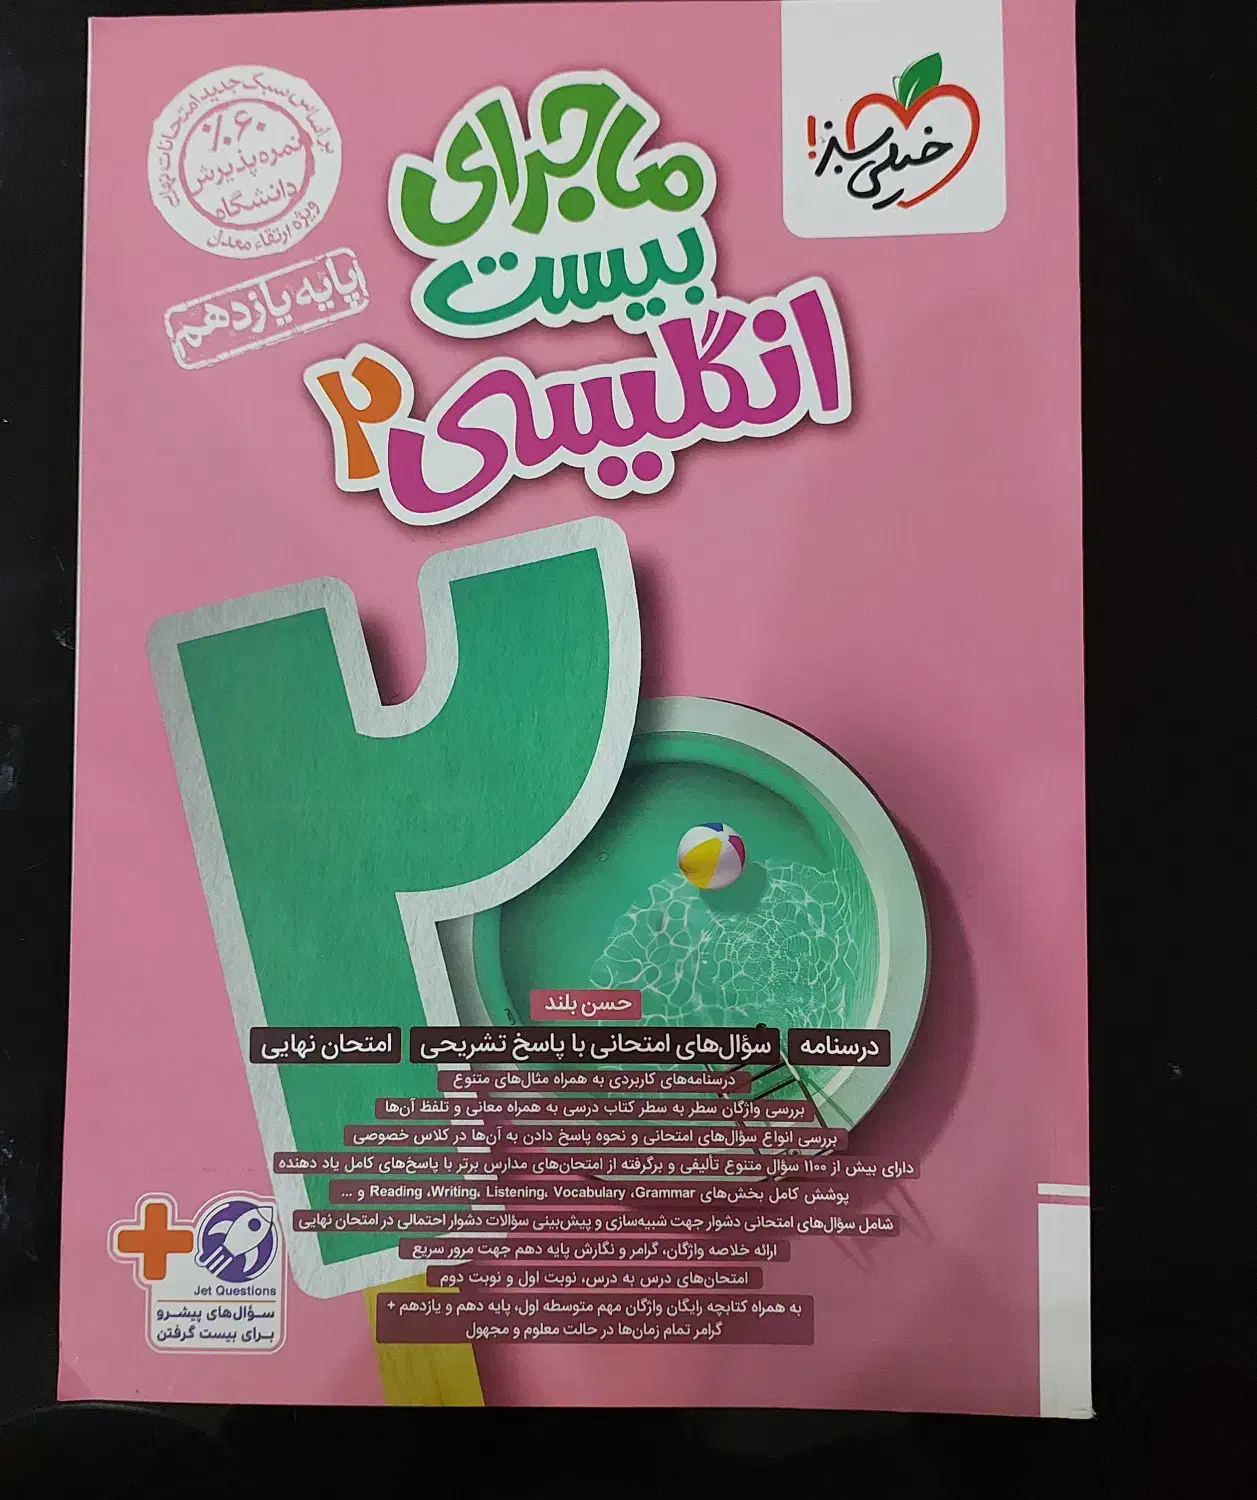 خیلی سبز!
براساس سبک جدید امتحانات نهایی
۶۰٪
نمره پذیرش
دانشگاه
ویژه ارتقاء معدل
پایه یازدهم
ماجرای
بیست
انگلیسی ۲
۲۰
حسن بلند
درسنامه سؤال‌های امتحانی با پاسخ تشریحی امتحان نهایی
درسنامه‌های کاربردی به همراه مثال‌های متنوع
بررسی واژگان سطر به سطر کتاب درسی به همراه معانی و تلفظ آن‌ها
بررسی انواع سؤال‌های امتحانی و نحوه پاسخ دادن به آن‌ها در کلاس خصوصی
دارای بیش از ۱۱۰۰ سؤال متنوع تألیفی و برگرفته از امتحان‌های مدارس برتر با پاسخ‌های کامل یاد دهنده
پوشش کامل بخش‌های Reading ،Writing، Listening، Vocabulary ،Grammar و ...
شامل سؤال‌های امتحانی دشوار جهت شبیه‌سازی و پیش‌بینی سؤالات دشوار احتمالی در امتحان نهایی
ارائه خلاصه واژگان، گرامر و نگارش پایه دهم جهت مرور سریع
امتحان‌های درس به درس، نوبت اول و نوبت دوم
به همراه کتابچه رایگان واژگان مهم متوسطه اول، پایه دهم و یازدهم +
گرامر تمام زمان‌ها در حالت معلوم و مجهول
Jet Questions
سؤال‌های پیشرو
برای بیست گرفتن